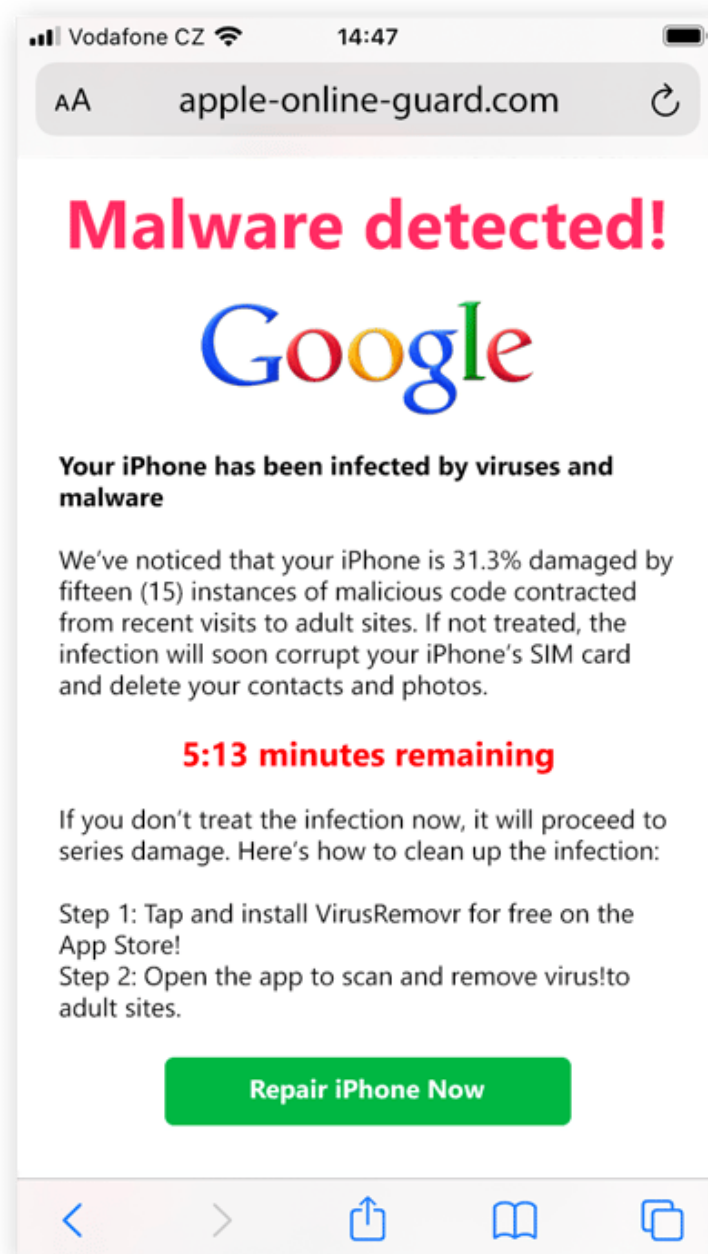 Vodafone CZ 14:47
AA apple-online-guard.com
Malware detected!
Google
Your iPhone has been infected by viruses and
malware
We’ve noticed that your iPhone is 31.3% damaged by
fifteen (15) instances of malicious code contracted
from recent visits to adult sites. If not treated, the
infection will soon corrupt your iPhone’s SIM card
and delete your contacts and photos.
5:13 minutes remaining
If you don’t treat the infection now, it will proceed to
series damage. Here’s how to clean up the infection:
Step 1: Tap and install VirusRemovr for free on the
App Store!
Step 2: Open the app to scan and remove virus!to
adult sites.
Repair iPhone Now